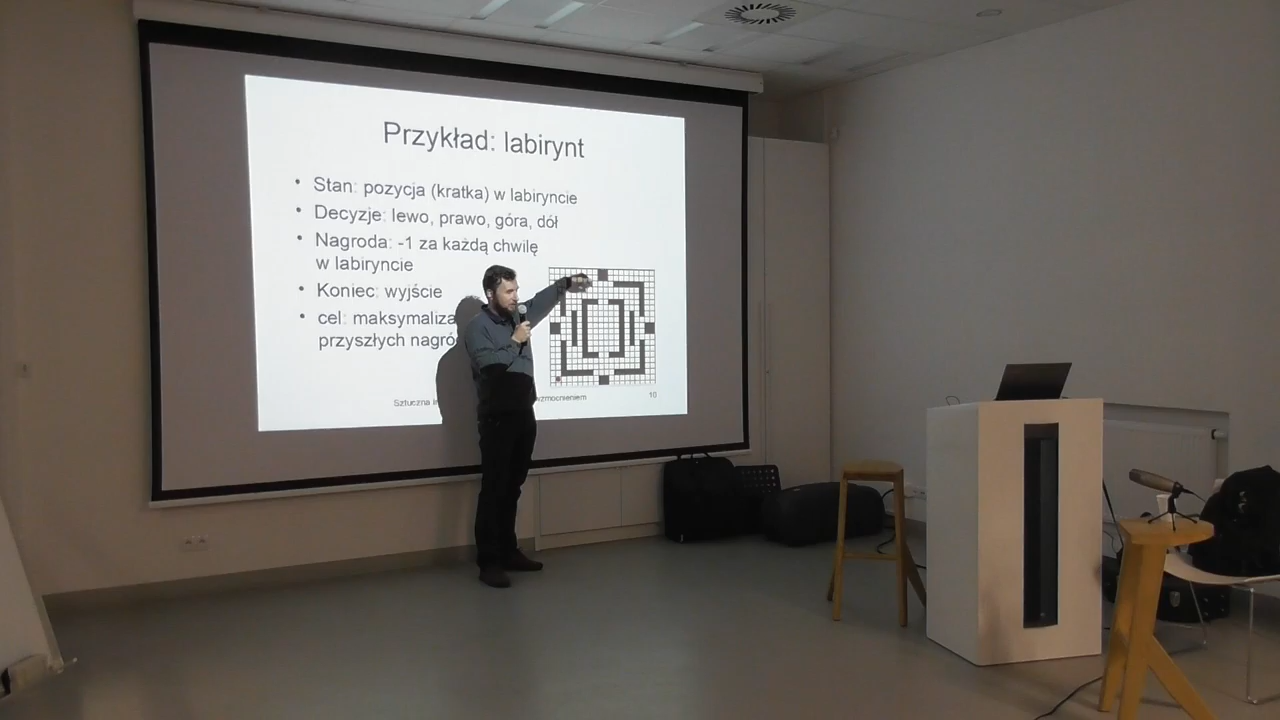 Przykład: labirynt
• Stan: pozycja (kratka) w labiryncie
• Decyzje: lewo, prawo, góra, dół
• Nagroda: -1 za każdą chwilę
w labiryncie
• Koniec: wyjście
• cel: maksymaliza
przyszłych nagró
Sztuczna wzmocnieniem
10